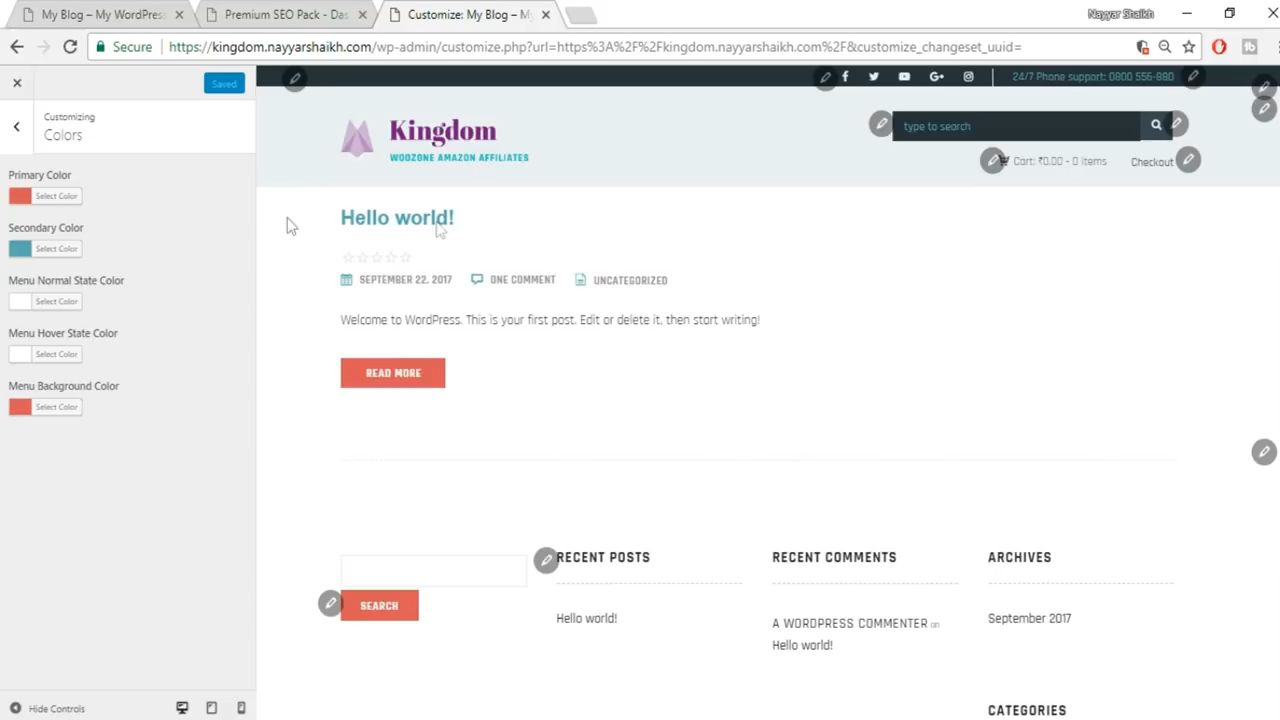 My Blog – My WordPress
Premium SEO Pack - Das
Customize: My Blog – My
Nayyar Shaikh
Secure
https://kingdom.nayyarshaikh.com/wp-admin/customize.php?url=https%3A%2F%2Fkingdom.nayyarshaikh.com%2F&customize_changeset_uuid=
Saved
Customizing
Colors
Primary Color
Select Color
Secondary Color
Select Color
Menu Normal State Color
Select Color
Menu Hover State Color
Select Color
Menu Background Color
Select Color
Hide Controls
24/7 Phone support: 0800 556-880
Kingdom
WOOZONE AMAZON AFFILIATES
type to search
Cart: ₹0.00 - 0 items
Checkout
Hello world!
SEPTEMBER 22, 2017
ONE COMMENT
UNCATEGORIZED
Welcome to WordPress. This is your first post. Edit or delete it, then start writing!
READ MORE
SEARCH
RECENT POSTS
Hello world!
RECENT COMMENTS
A WORDPRESS COMMENTER on
Hello world!
ARCHIVES
September 2017
CATEGORIES